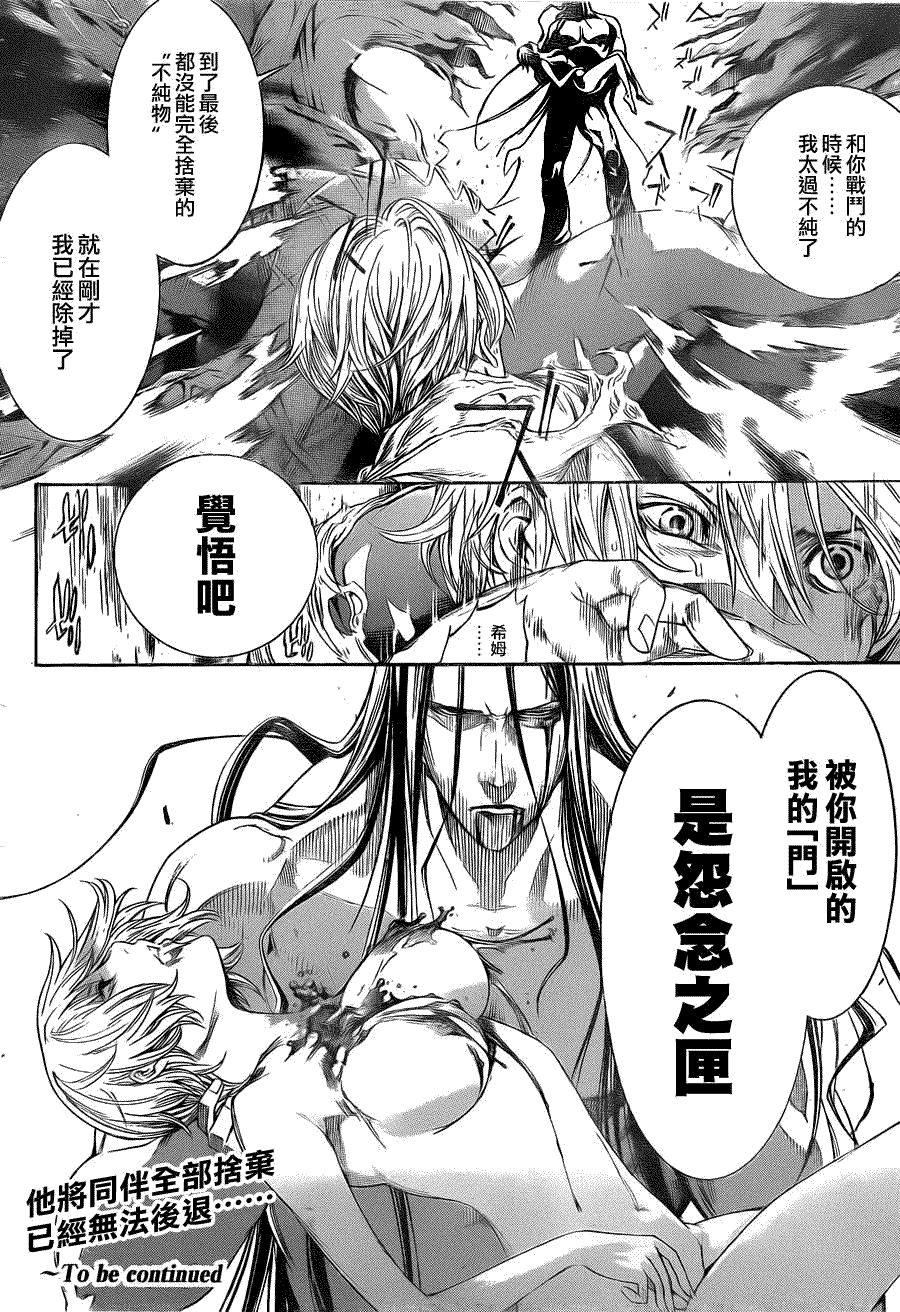 和你戰鬥的
時候……
我太過不純了
到了最後
都沒能完全捨棄的
“不純物”
就在剛才
我已經除掉了
希姆
……
覺悟吧
被你開啟的
我的「門」
是怨念之匣
他將同伴全部捨棄
已經無法後退……
~To be continued